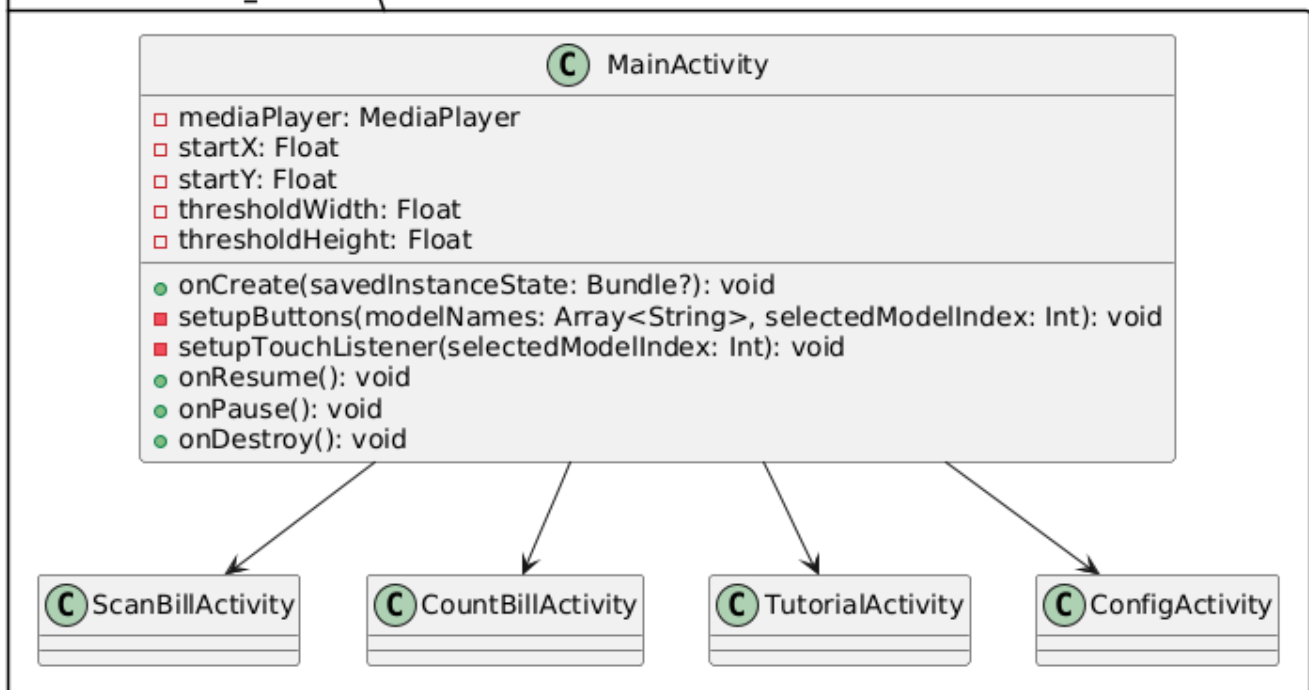 C MainActivity
mediaPlayer: MediaPlayer
startX: Float
startY: Float
thresholdWidth: Float
thresholdHeight: Float
onCreate(savedInstanceState: Bundle?): void
setupButtons(modelNames: Array<String>, selectedModelIndex: Int): void
setupTouchListener(selectedModelIndex: Int): void
onResume(): void
onPause(): void
onDestroy(): void
C ScanBillActivity
C CountBillActivity
C TutorialActivity
C ConfigActivity